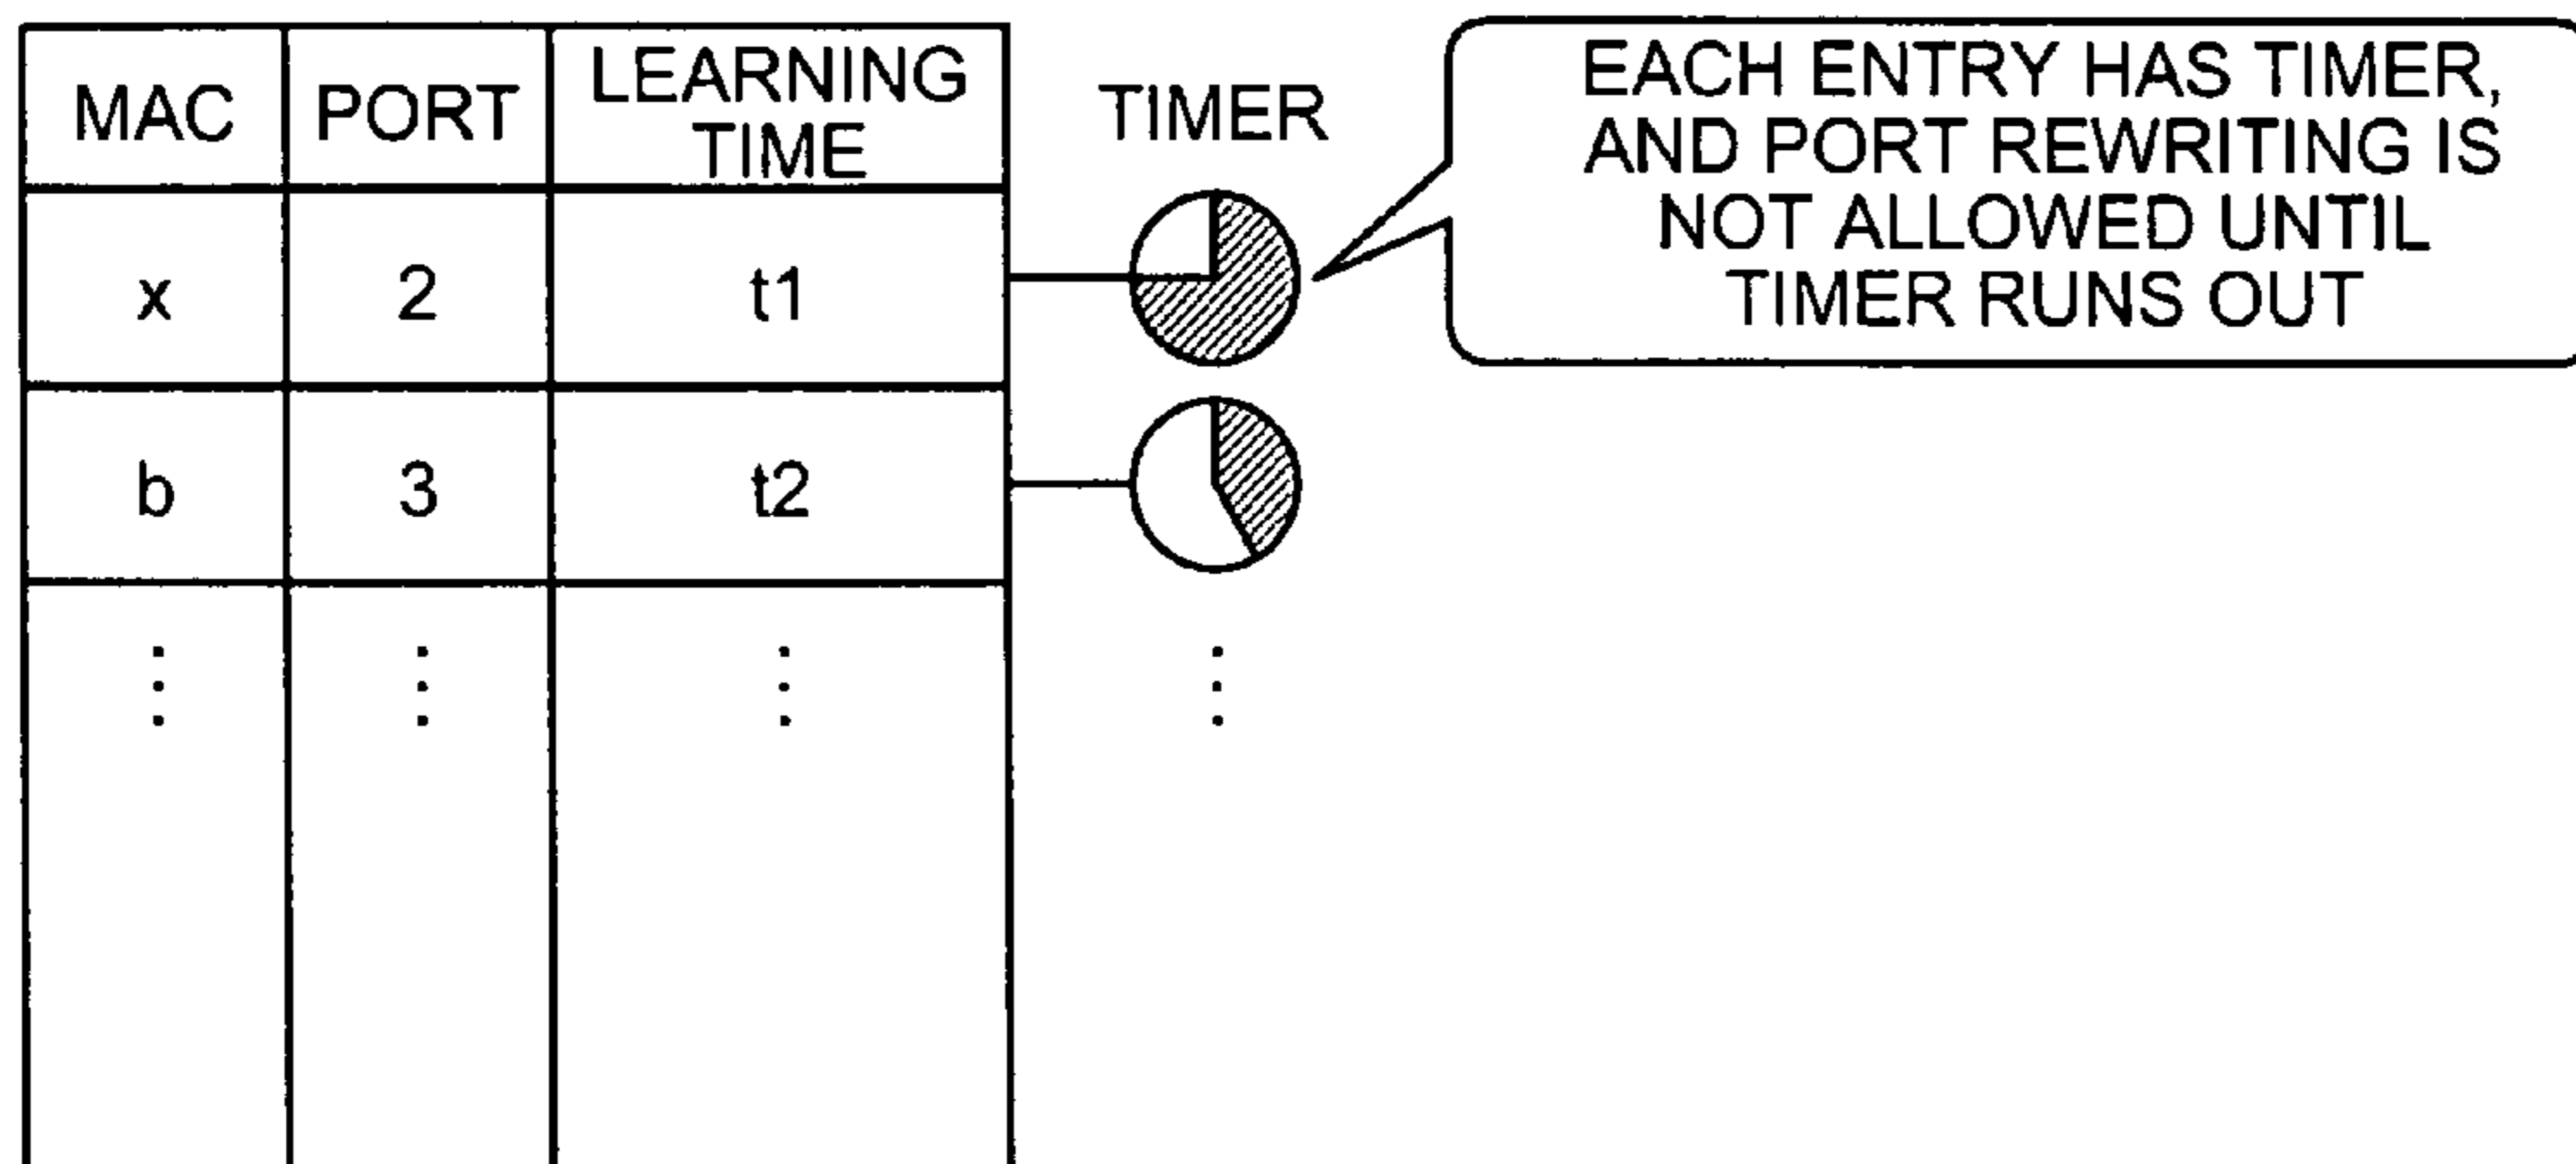 MAC PORT LEARNING TIME TIMER
x 2 t1
b 3 t2
EACH ENTRY HAS TIMER,
AND PORT REWRITING IS
NOT ALLOWED UNTIL
TIMER RUNS OUT